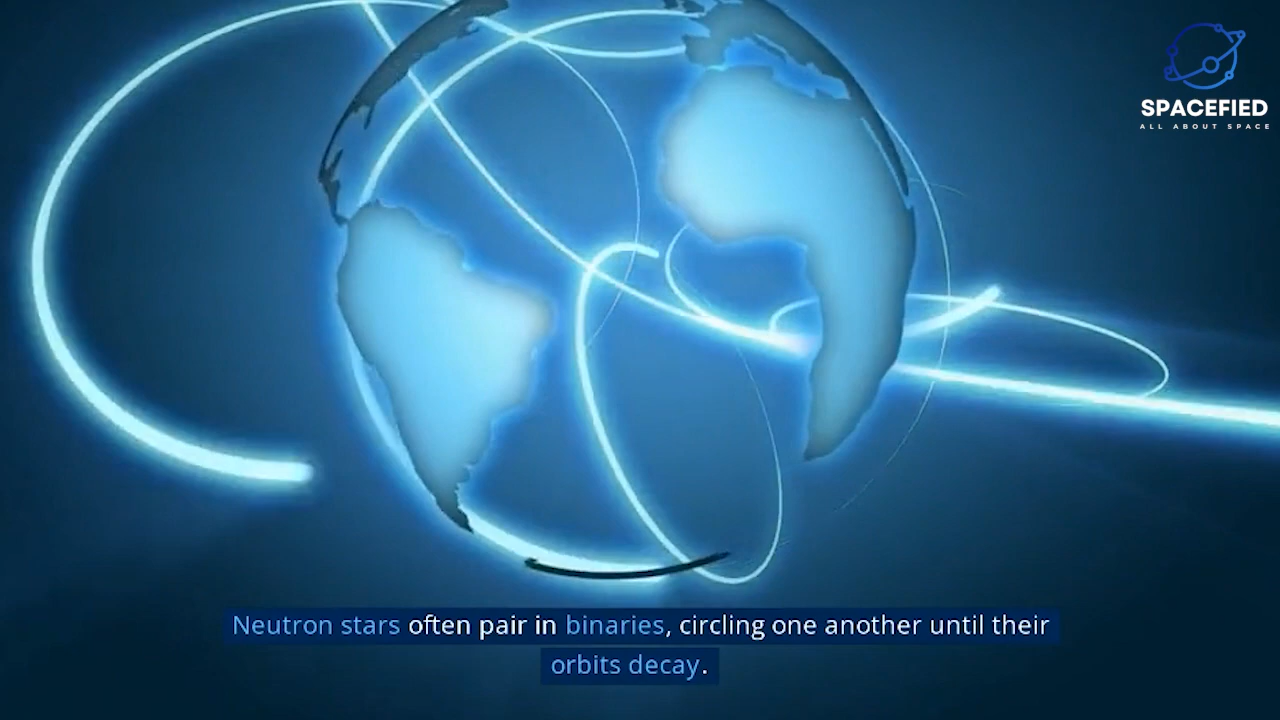 SPACEFIED
ALL ABOUT SPACE
Neutron stars often pair in binaries, circling one another until their
orbits decay.